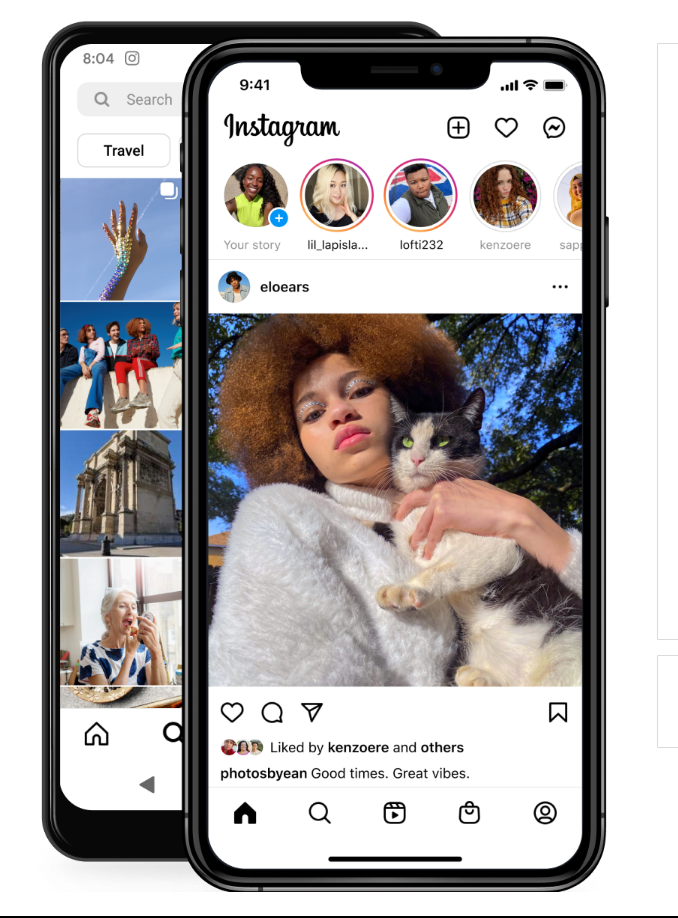 8:04
Search
Travel
9:41
Instagram
Your story
lil_lapisla...
lofti232
kenzoere
sapp
eloears
Liked by kenzoere and others
photosbyean Good times. Great vibes.